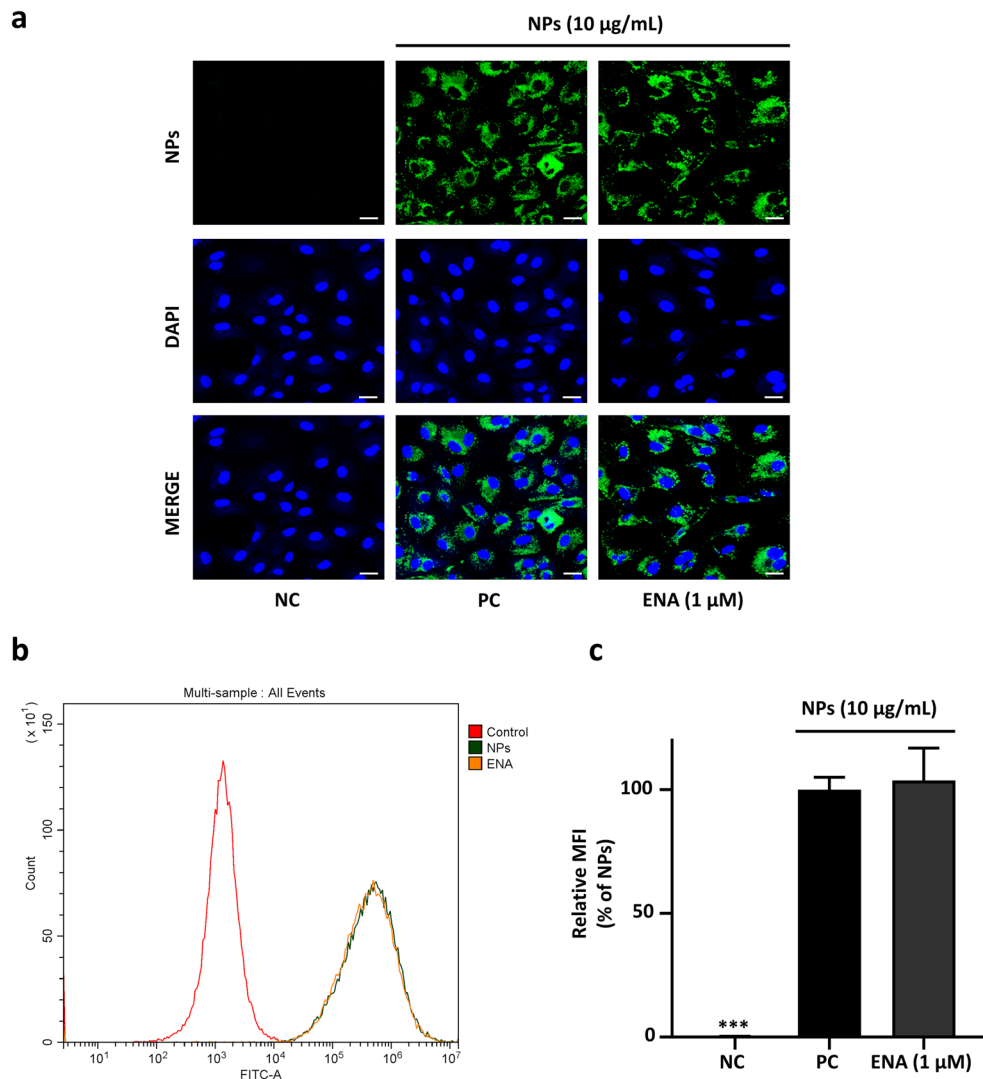 a
NPs (10 µg/mL)
NPs
DAPI
MERGE
NC
PC
ENA (1 µM)
b
Multi-sample : All Events
(x 10¹)
150
100
50
0
Count
10¹
10²
10³
10⁴
10⁵
10⁶
10⁷
FITC-A
Control
NPs
ENA
c
NPs (10 µg/mL)
Relative MFI
(% of NPs)
100
50
0
***
NC
PC
ENA (1 µM)